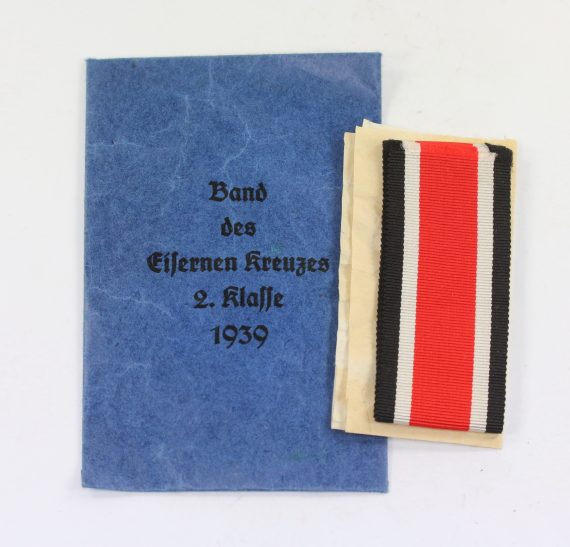 Band
des
Eiſernen Kreuzes
2. Klaſſe
1939